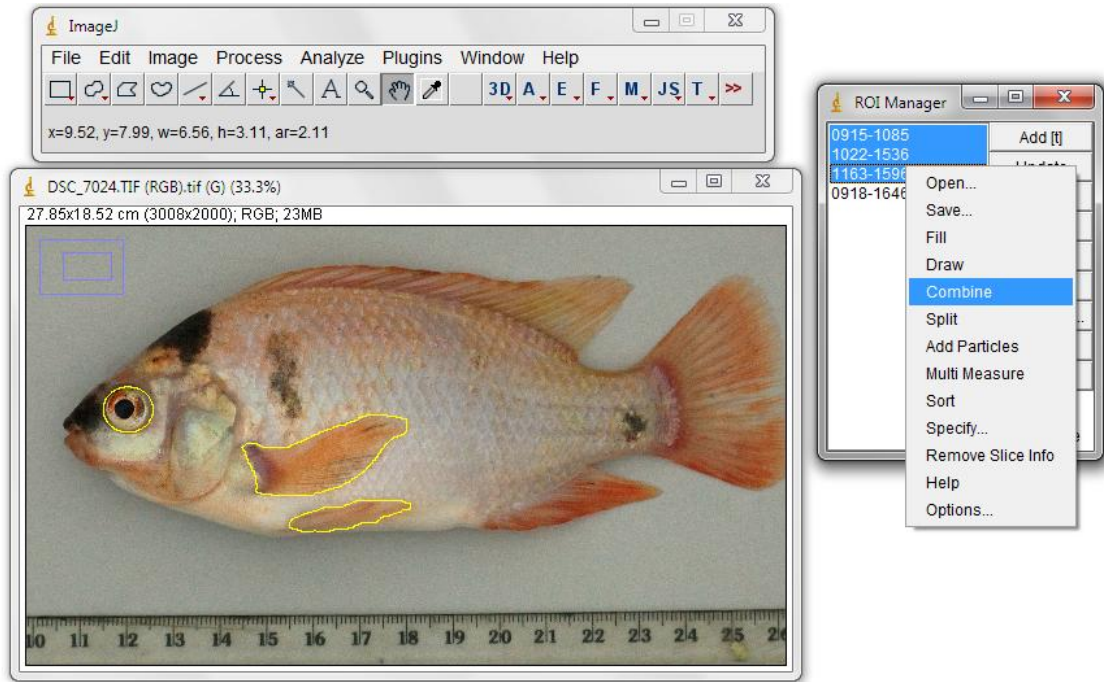 ImageJ
File Edit Image Process Analyze Plugins Window Help
3D A E F M JS T >>
x=9.52, y=7.99, w=6.56, h=3.11, ar=2.11
DSC_7024.TIF (RGB).tif (G) (33.3%)
27.85x18.52 cm (3008x2000); RGB; 23MB
10 11 12 13 14 15 16 17 18 19 20 21 22 23 24 25 26
ROI Manager
0915-1085
1022-1536
1163-1596
0918-1646
Add [t]
Open...
Save...
Fill
Draw
Combine
Split
Add Particles
Multi Measure
Sort
Specify...
Remove Slice Info
Help
Options...